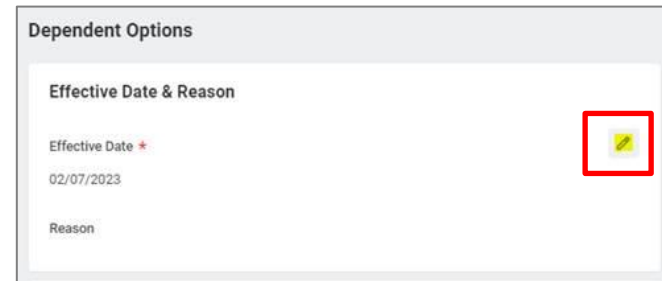 Dependent Options
Effective Date & Reason
Effective Date *
02/07/2023
Reason